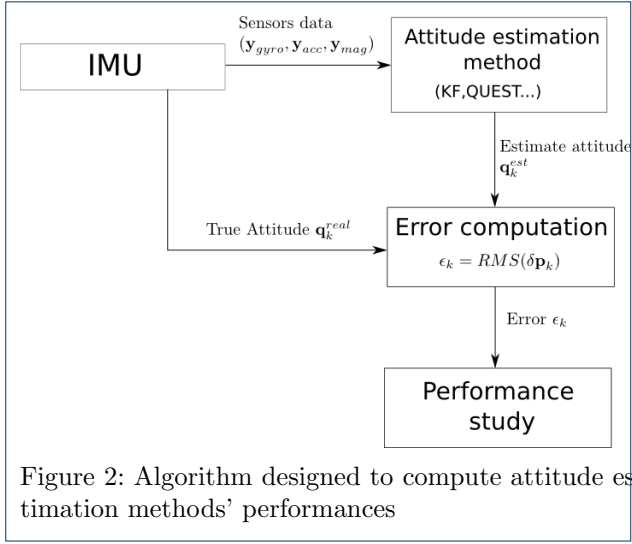 Sensors data
(y_gyro, y_acc, y_mag)
IMU
Attitude estimation
method
(KF,QUEST...)
Estimate attitude
q_k^est
True Attitude q_k^real
Error computation
ϵ_k = RMS(δp_k)
Error ϵ_k
Performance
study
Figure 2: Algorithm designed to compute attitude es
timation methods' performances